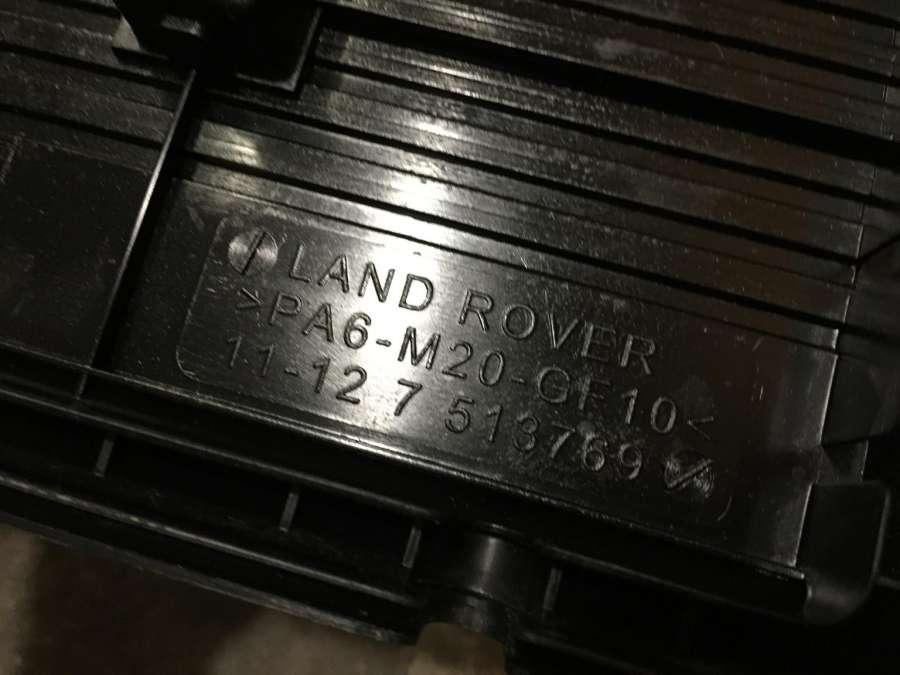 LAND ROVER
>PA6-M20-GF10<
11-12 7 513769